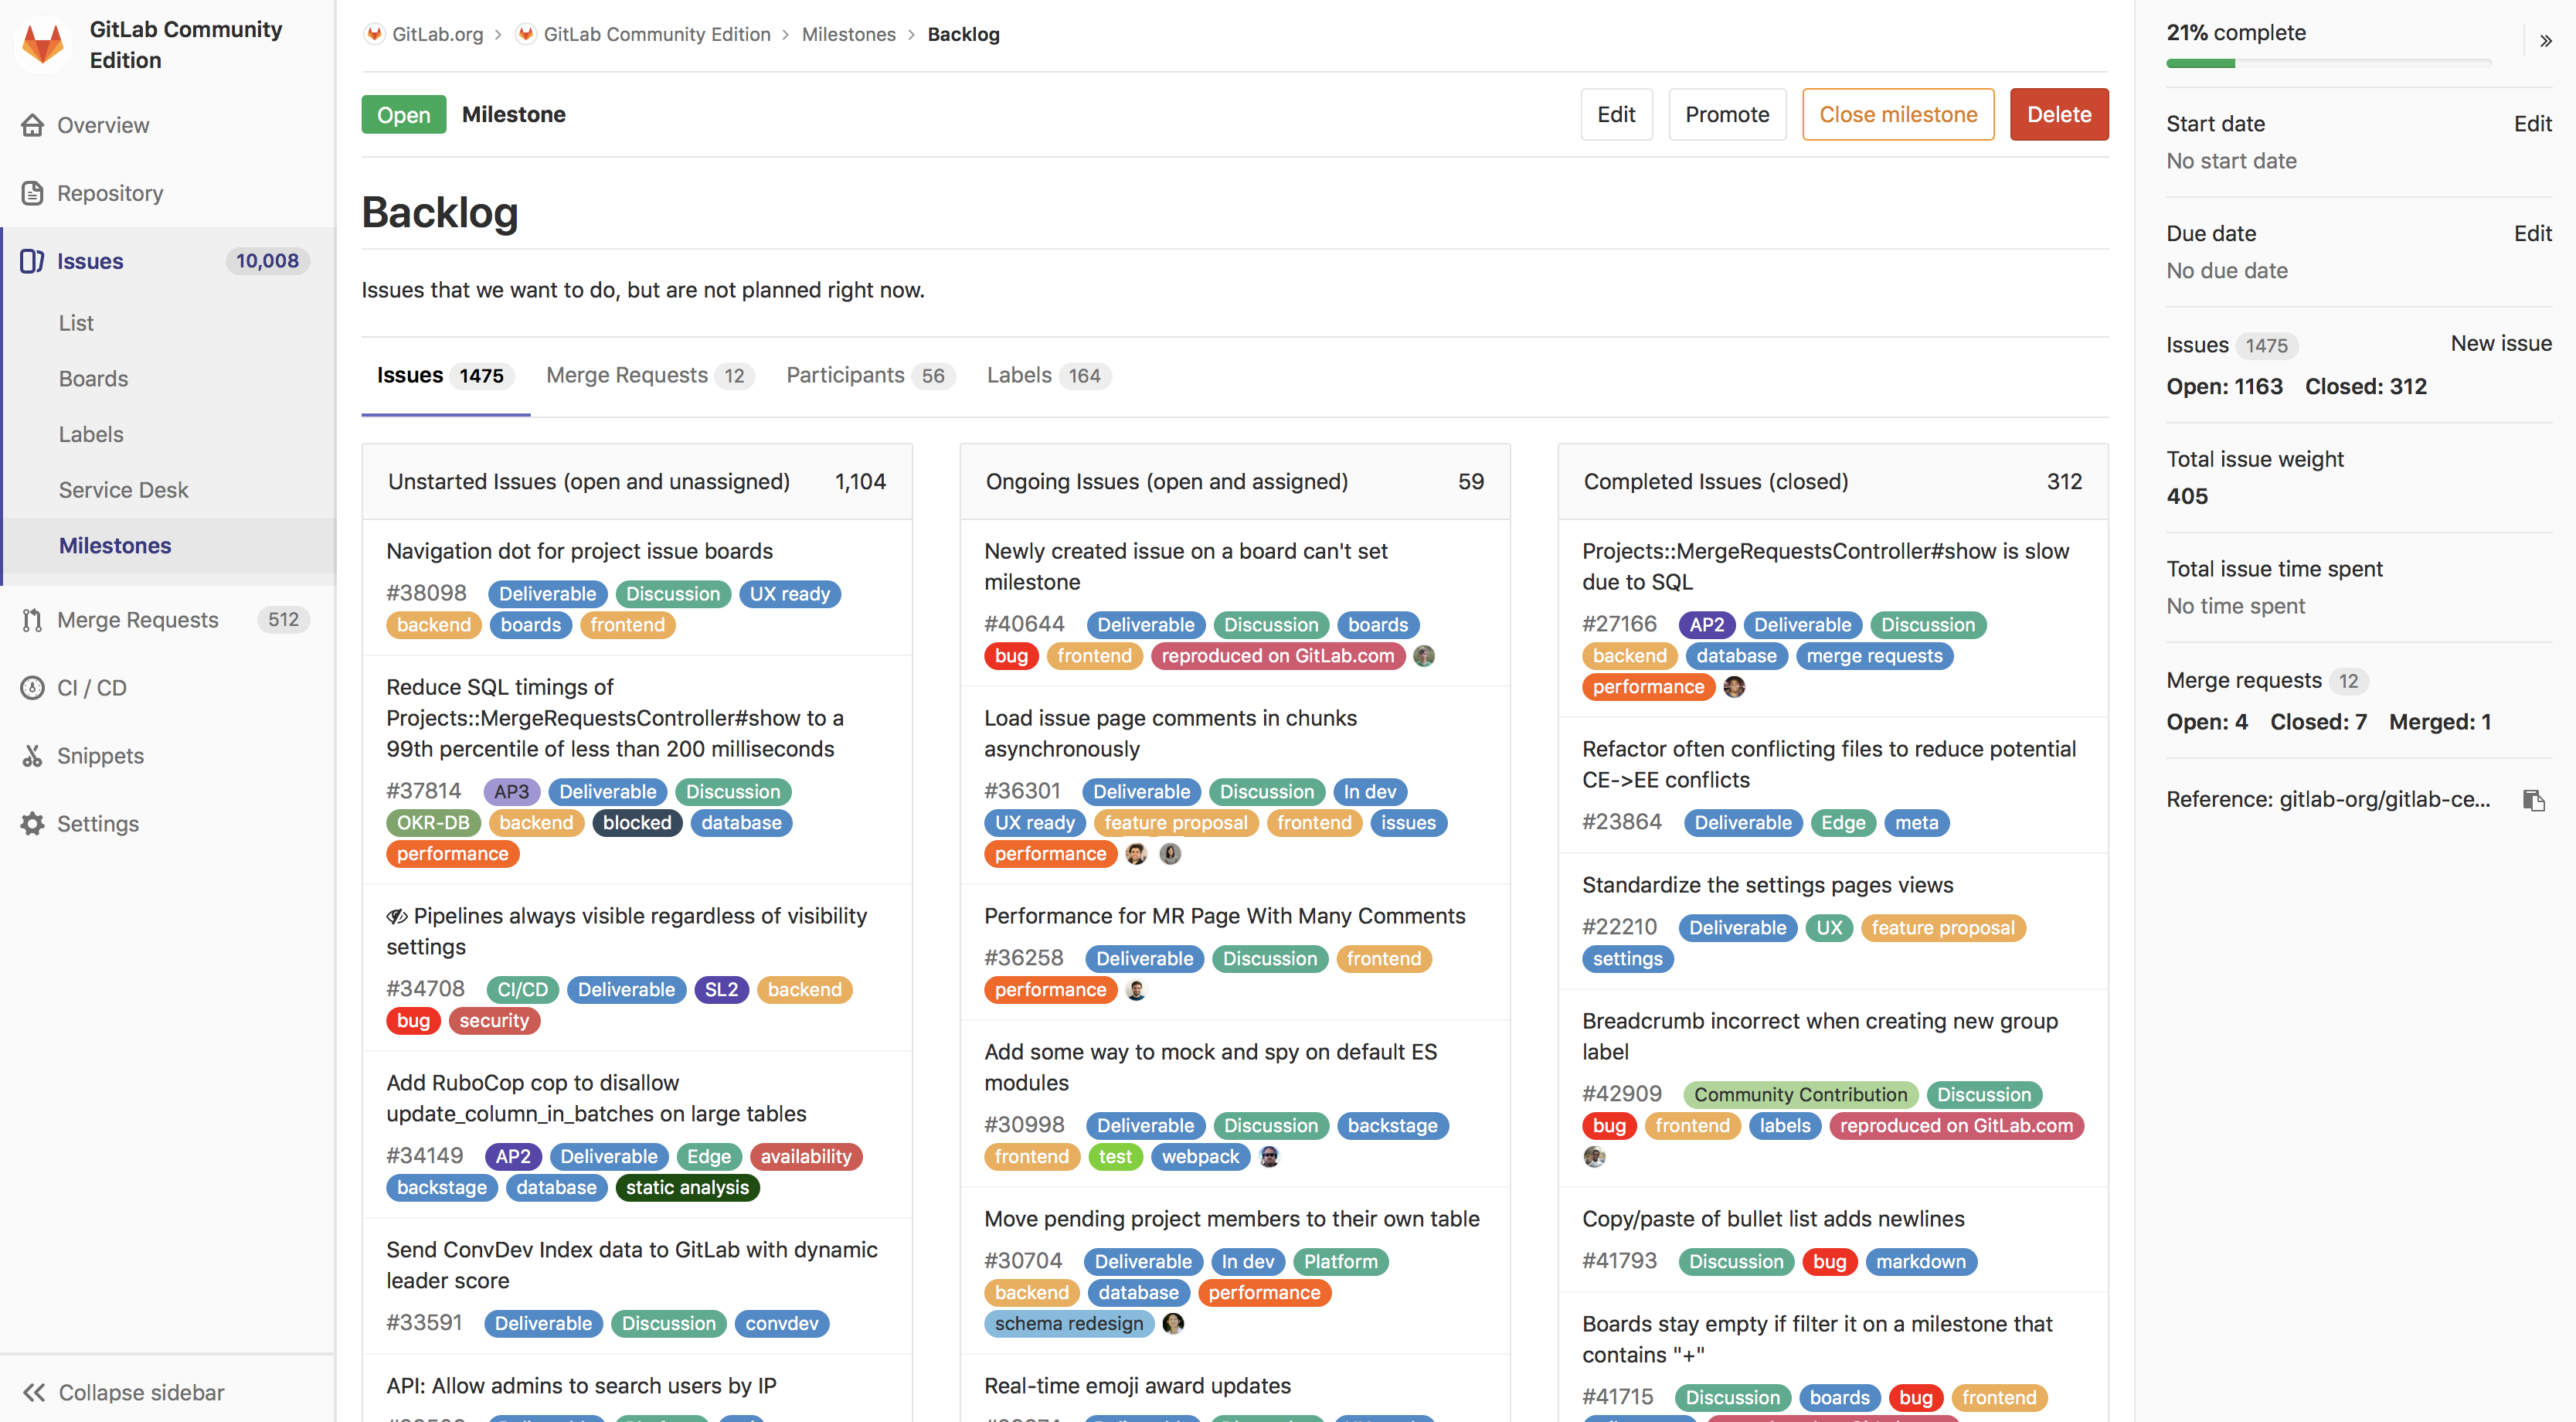 GitLab Community
Edition
Overview
Repository
Issues 10,008
List
Boards
Labels
Service Desk
Milestones
Merge Requests 512
CI / CD
Snippets
Settings
Collapse sidebar
GitLab.org > GitLab Community Edition > Milestones > Backlog
Open Milestone Edit Promote Close milestone Delete
Backlog
Issues that we want to do, but are not planned right now.
Issues 1475 Merge Requests 12 Participants 56 Labels 164
Unstarted Issues (open and unassigned) 1,104
Navigation dot for project issue boards
#38098 Deliverable Discussion UX ready
backend boards frontend
Reduce SQL timings of
Projects::MergeRequestsController#show to a
99th percentile of less than 200 milliseconds
#37814 AP3 Deliverable Discussion
OKR-DB backend blocked database
performance
Pipelines always visible regardless of visibility
settings
#34708 CI/CD Deliverable SL2 backend
bug security
Add RuboCop cop to disallow
update_column_in_batches on large tables
#34149 AP2 Deliverable Edge availability
backstage database static analysis
Send ConvDev Index data to GitLab with dynamic
leader score
#33591 Deliverable Discussion convdev
API: Allow admins to search users by IP
Ongoing Issues (open and assigned) 59
Newly created issue on a board can't set
milestone
#40644 Deliverable Discussion boards
bug frontend reproduced on GitLab.com
Load issue page comments in chunks
asynchronously
#36301 Deliverable Discussion In dev
UX ready feature proposal frontend issues
performance
Performance for MR Page With Many Comments
#36258 Deliverable Discussion frontend
performance
Add some way to mock and spy on default ES
modules
#30998 Deliverable Discussion backstage
frontend test webpack
Move pending project members to their own table
#30704 Deliverable In dev Platform
backend database performance
schema redesign
Real-time emoji award updates
Completed Issues (closed) 312
Projects::MergeRequestsController#show is slow
due to SQL
#27166 AP2 Deliverable Discussion
backend database merge requests
performance
Refactor often conflicting files to reduce potential
CE->EE conflicts
#23864 Deliverable Edge meta
Standardize the settings pages views
#22210 Deliverable UX feature proposal
settings
Breadcrumb incorrect when creating new group
label
#42909 Community Contribution Discussion
bug frontend labels reproduced on GitLab.com
Copy/paste of bullet list adds newlines
#41793 Discussion bug markdown
Boards stay empty if filter it on a milestone that
contains "+"
#41715 Discussion boards bug frontend
21% complete »
Start date Edit
No start date
Due date Edit
No due date
Issues 1475 New issue
Open: 1163 Closed: 312
Total issue weight
405
Total issue time spent
No time spent
Merge requests 12
Open: 4 Closed: 7 Merged: 1
Reference: gitlab-org/gitlab-ce...